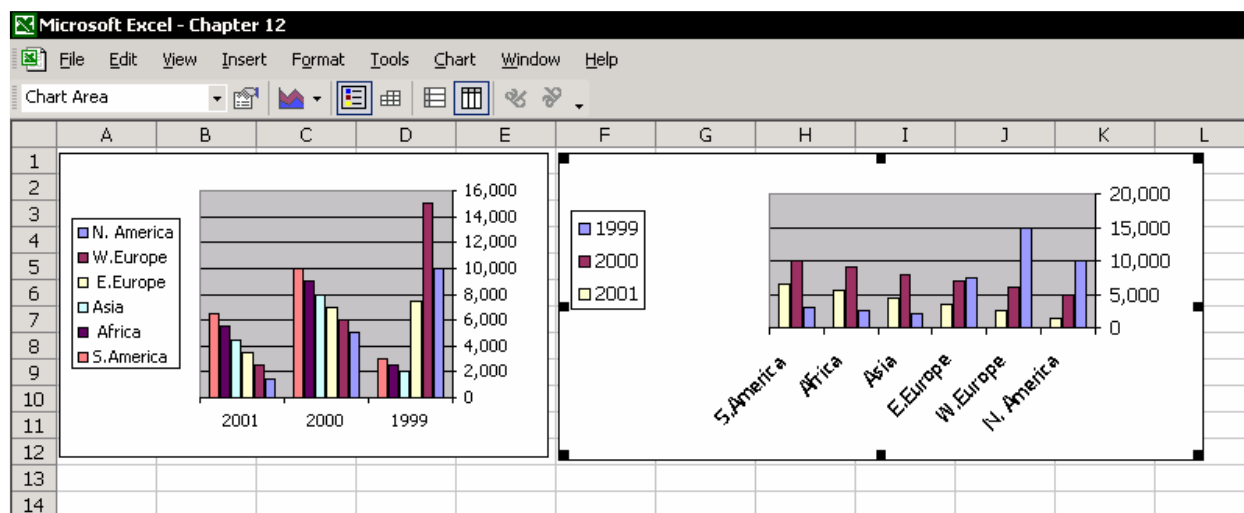 Microsoft Excel - Chapter 12
File Edit View Insert Format Tools Chart Window Help
Chart Area
A B C D E F G H I J K L
1
2
3
4
5
6
7
8
9
10
11
12
13
14
N. America
W.Europe
E.Europe
Asia
Africa
S.America
16,000
14,000
12,000
10,000
8,000
6,000
4,000
2,000
0
2001 2000 1999
1999
2000
2001
20,000
15,000
10,000
5,000
0
S.America Africa Asia E.Europe W.Europe N. America